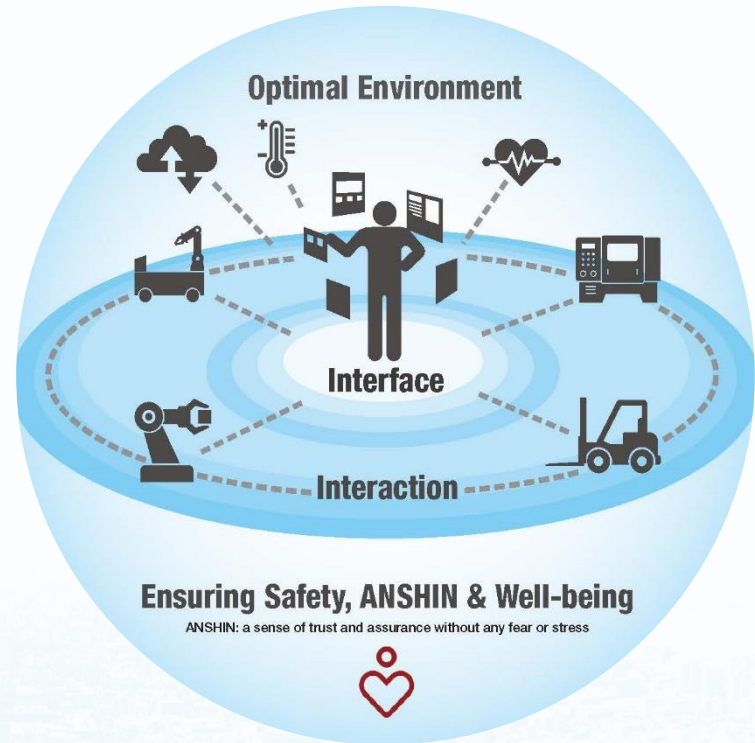 Optimal Environment
Interface
Interaction
Ensuring Safety, ANSHIN & Well-being
ANSHIN: a sense of trust and assurance without any fear or stress